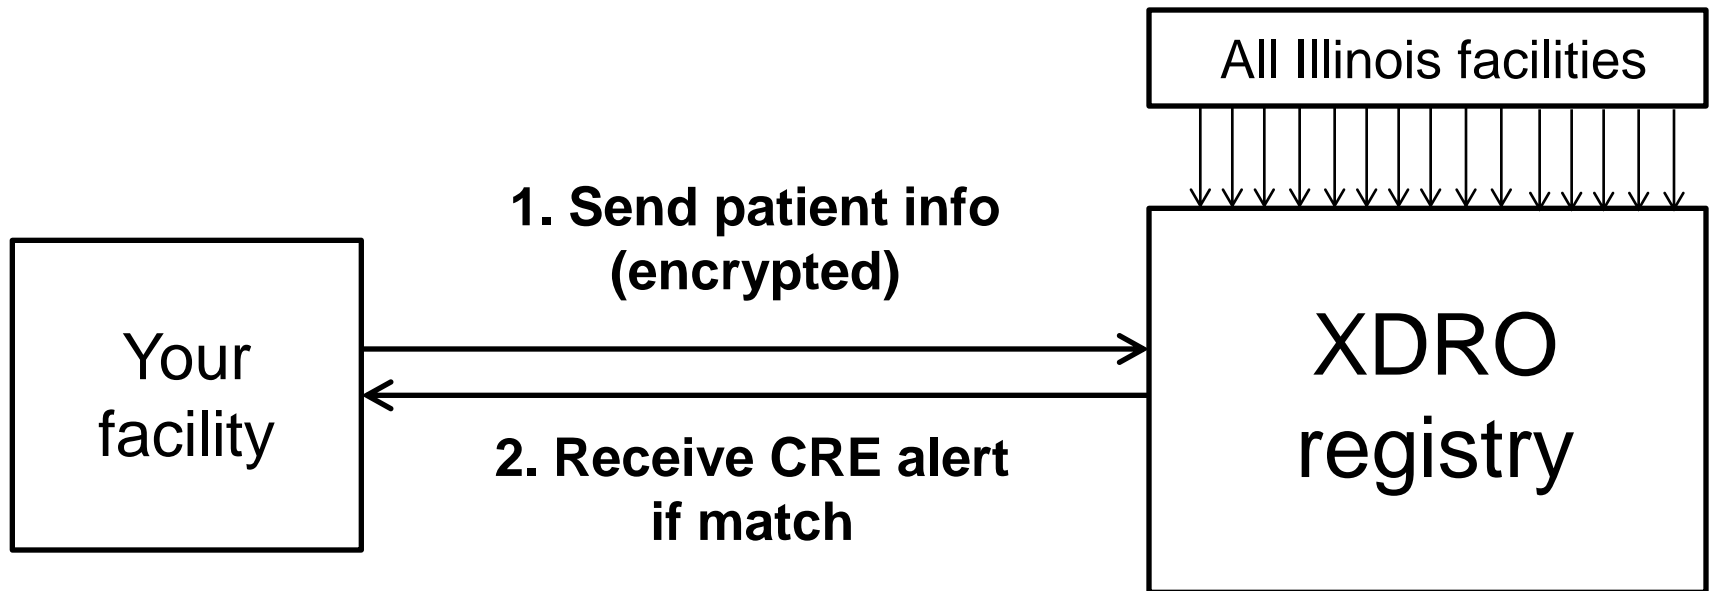 All Illinois facilities
1. Send patient info
(encrypted)
Your
facility
XDRO
registry
2. Receive CRE alert
if match